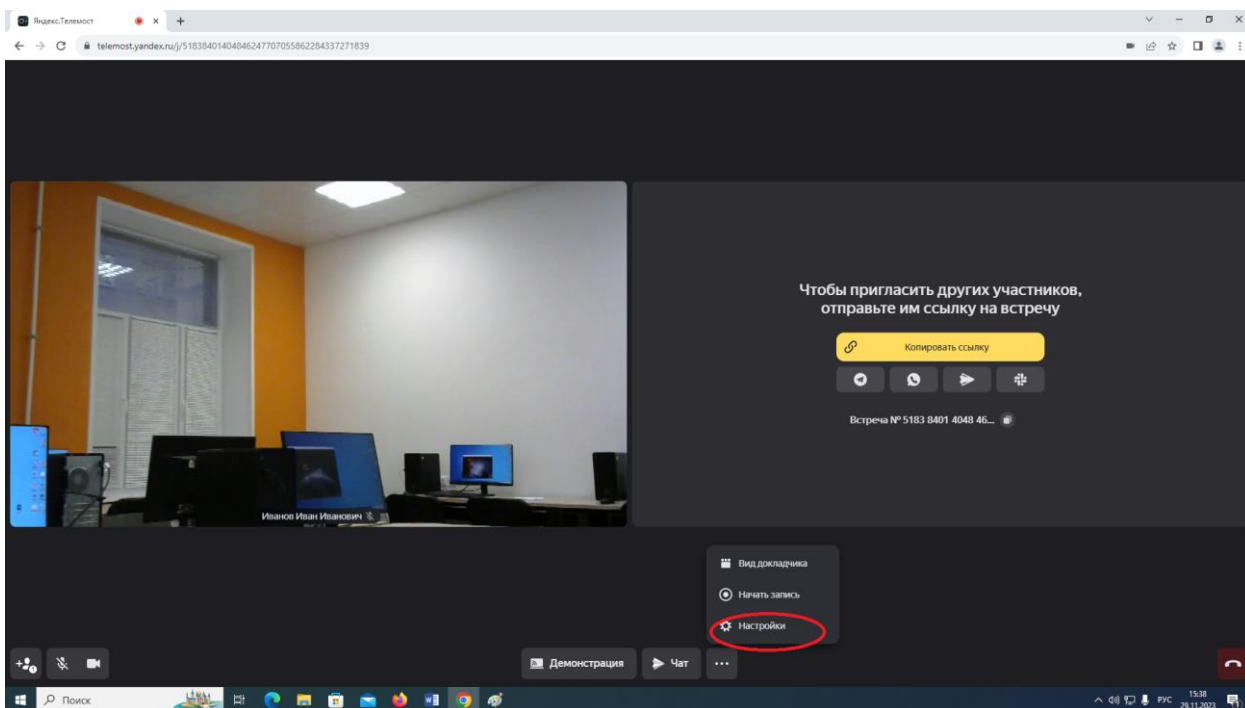 Яндекс.Телемост
telemost.yandex.ru/j/51838401404846247707055862284337271839
Чтобы пригласить других участников,
отправьте им ссылку на встречу
Копировать ссылку
Встреча № 5183 8401 4048 46...
Иванов Иван Иванович
Вид докладчика
Начать запись
Настройки
Демонстрация
Чат
Поиск
РУС
15:38
29.11.2023